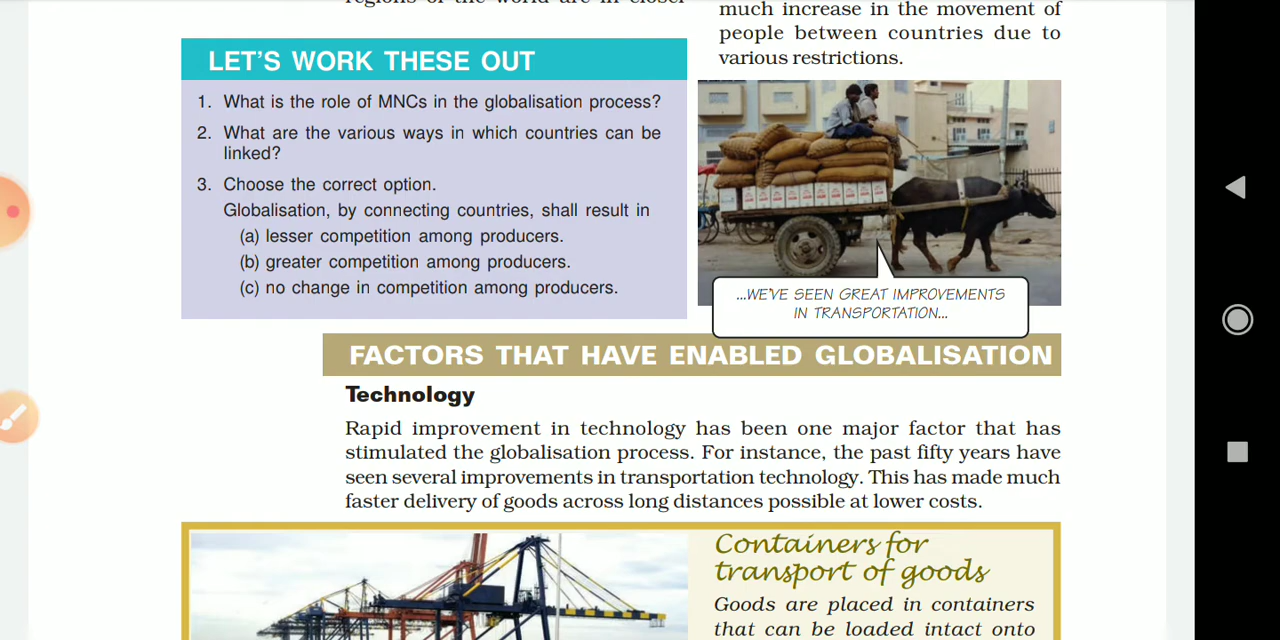 regions of the world are in closer
LET'S WORK THESE OUT
1. What is the role of MNCs in the globalisation process?
2. What are the various ways in which countries can be
linked?
3. Choose the correct option.
Globalisation, by connecting countries, shall result in
(a) lesser competition among producers.
(b) greater competition among producers.
(c) no change in competition among producers.
much increase in the movement of
people between countries due to
various restrictions.
...WE'VE SEEN GREAT IMPROVEMENTS
IN TRANSPORTATION...
FACTORS THAT HAVE ENABLED GLOBALISATION
Technology
Rapid improvement in technology has been one major factor that has
stimulated the globalisation process. For instance, the past fifty years have
seen several improvements in transportation technology. This has made much
faster delivery of goods across long distances possible at lower costs.
Containers for
transport of goods
Goods are placed in containers
that can be loaded intact onto